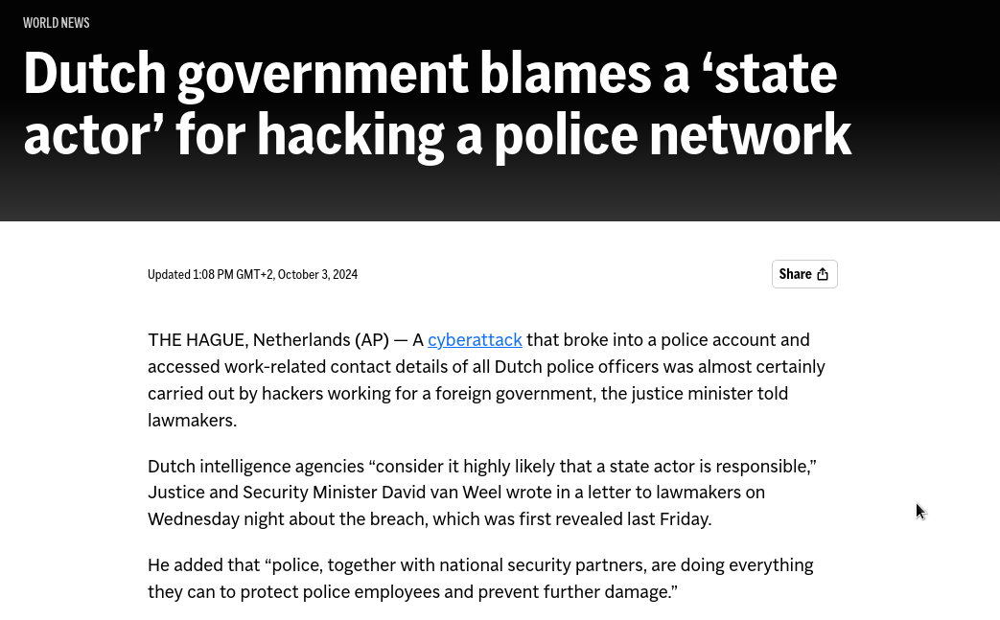 WORLD NEWS
Dutch government blames a ‘state
actor’ for hacking a police network
Updated 1:08 PM GMT+2, October 3, 2024
Share
THE HAGUE, Netherlands (AP) — A cyberattack that broke into a police account and
accessed work-related contact details of all Dutch police officers was almost certainly
carried out by hackers working for a foreign government, the justice minister told
lawmakers.
Dutch intelligence agencies “consider it highly likely that a state actor is responsible,”
Justice and Security Minister David van Weel wrote in a letter to lawmakers on
Wednesday night about the breach, which was first revealed last Friday.
He added that “police, together with national security partners, are doing everything
they can to protect police employees and prevent further damage.”